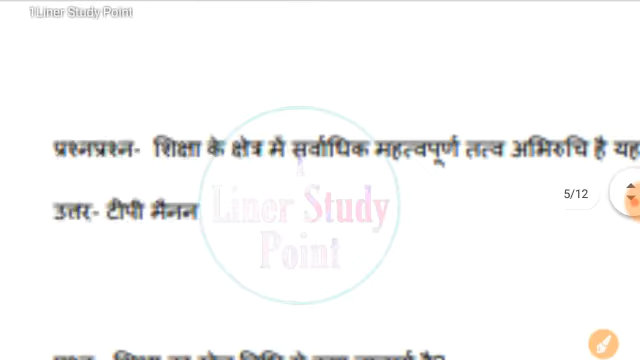 1Liner Study Point
प्रश्नप्रश्न- शिक्षा के क्षेत्र में सर्वाधिक महत्वपूर्ण तत्व अभिरुचि है यह
उत्तर- टीपी मैनन
5/12
1
Liner Study
Point